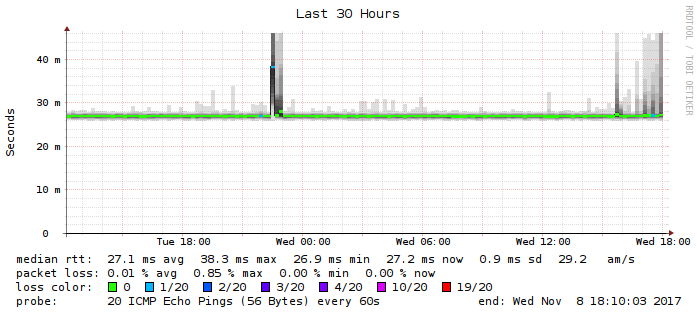 Last 30 Hours
RRDTOOL / TOBI OETIKER
Seconds
40 m
30 m
20 m
10 m
0
Tue 18:00 Wed 00:00 Wed 06:00 Wed 12:00 Wed 18:00
median rtt: 27.1 ms avg 38.3 ms max 26.9 ms min 27.2 ms now 0.9 ms sd 29.2 am/s
packet loss: 0.01 % avg 0.85 % max 0.00 % min 0.00 % now
loss color: 0 1/20 2/20 3/20 4/20 10/20 19/20
probe: 20 ICMP Echo Pings (56 Bytes) every 60s end: Wed Nov 8 18:10:03 2017